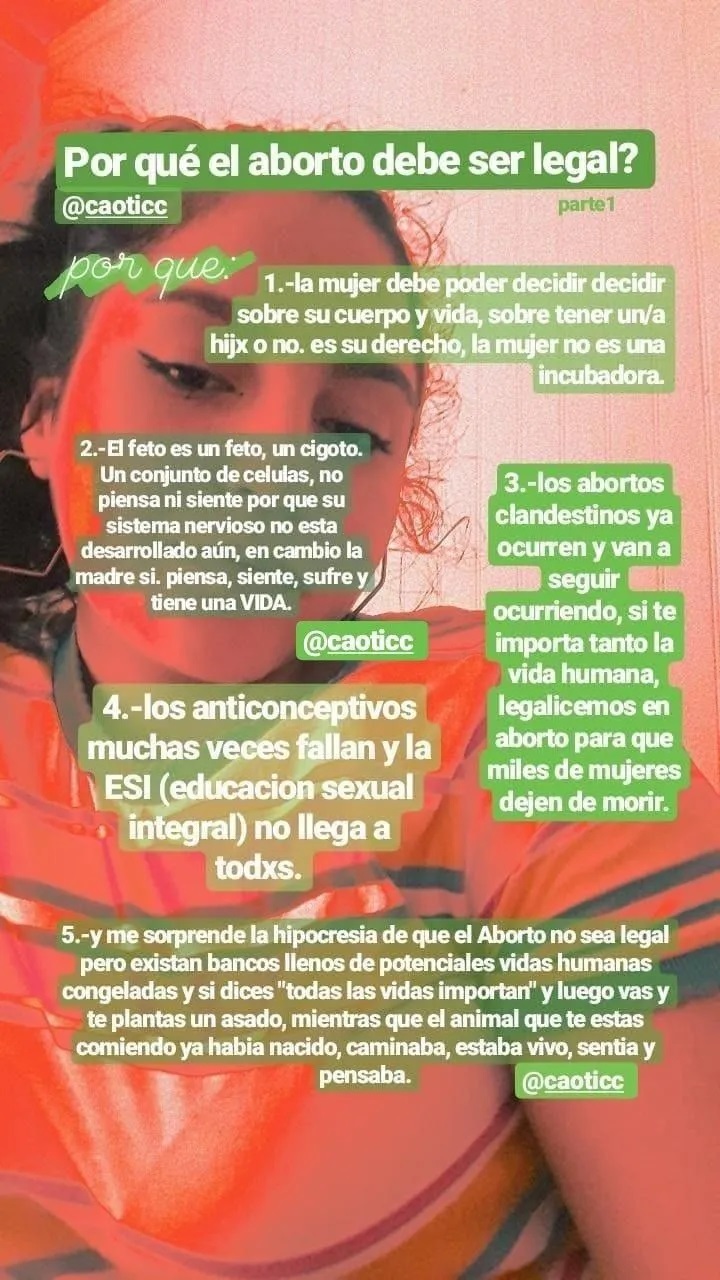 Por qué el aborto debe ser legal?
@caoticc
parte1
por que:
1.-la mujer debe poder decidir decidir
sobre su cuerpo y vida, sobre tener un/a
hijx o no. es su derecho, la mujer no es una
incubadora.
2.-El feto es un feto, un cigoto.
Un conjunto de celulas, no
piensa ni siente por que su
sistema nervioso no esta
desarrollado aún, en cambio la
madre si. piensa, siente, sufre y
tiene una VIDA.
@caoticc
3.-los abortos
clandestinos ya
ocurren y van a
seguir
ocurriendo, si te
importa tanto la
vida humana,
legalicemos en
aborto para que
miles de mujeres
dejen de morir.
4.-los anticonceptivos
muchas veces fallan y la
ESI (educacion sexual
integral) no llega a
todxs.
5.-y me sorprende la hipocresia de que el Aborto no sea legal
pero existan bancos llenos de potenciales vidas humanas
congeladas y si dices "todas las vidas importan" y luego vas y
te plantas un asado, mientras que el animal que te estas
comiendo ya habia nacido, caminaba, estaba vivo, sentia y
pensaba.
@caoticc